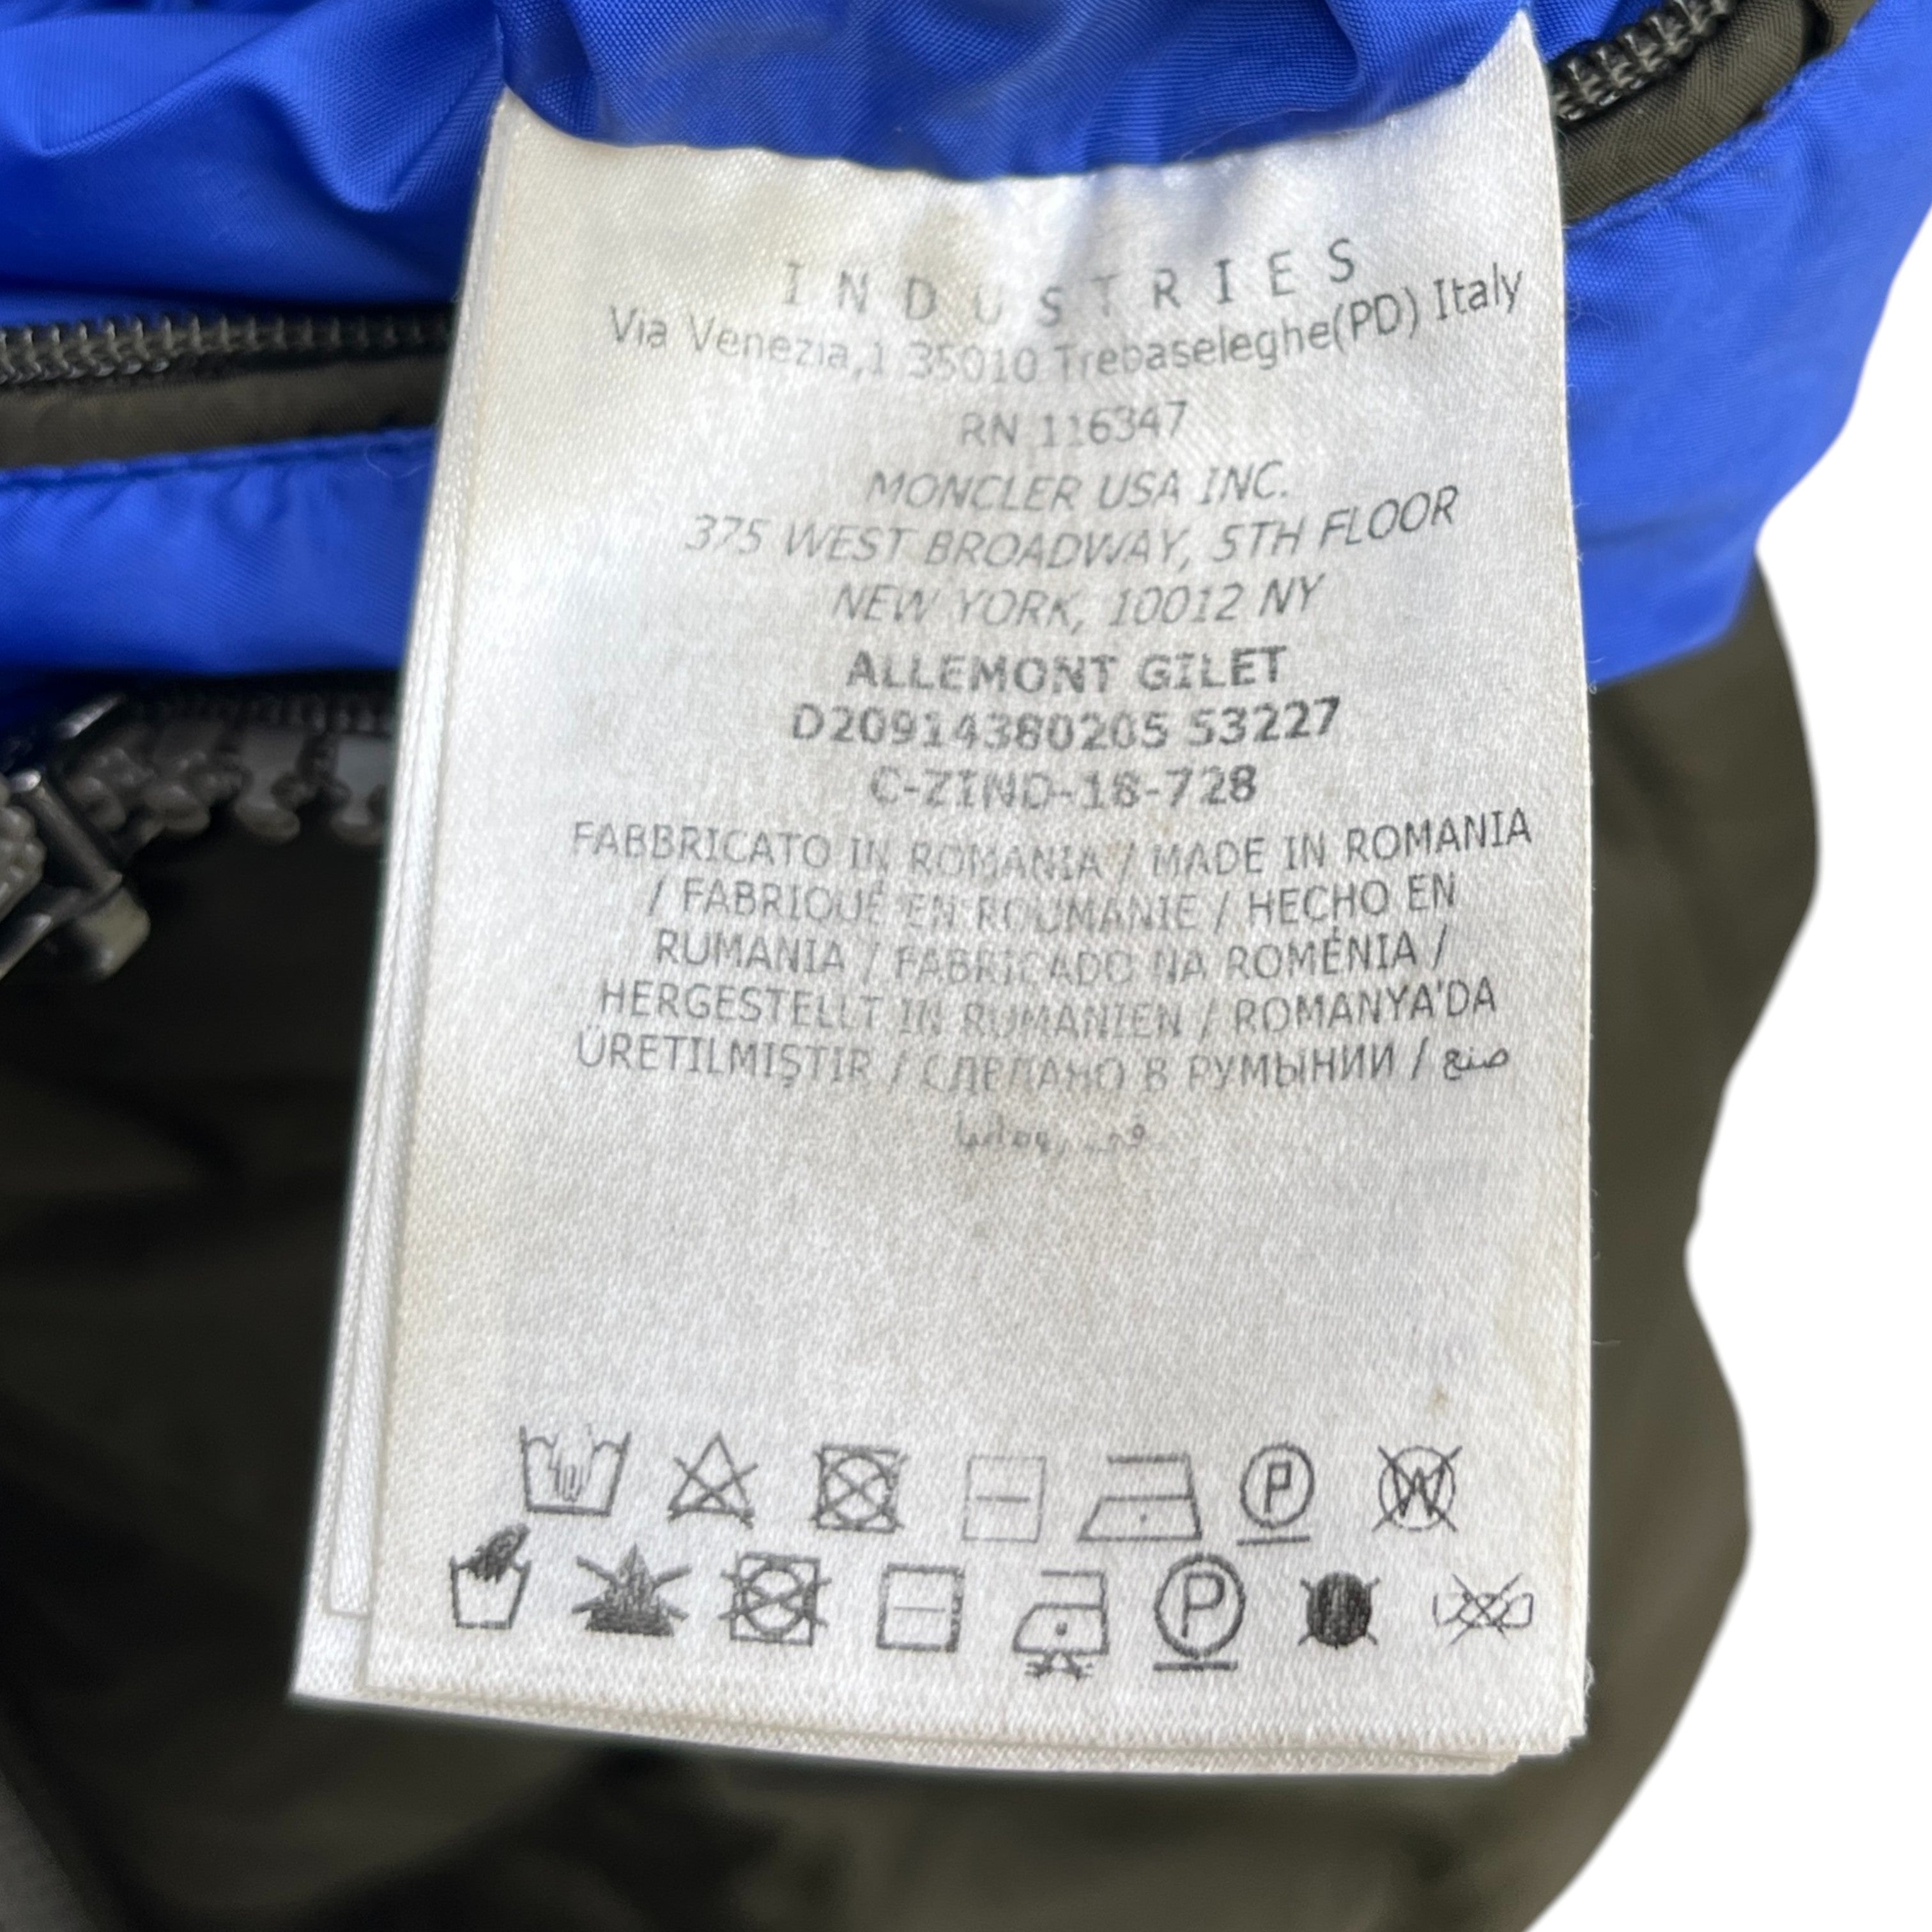 INDUSTRIES
Via Venezia,1 35010 Trebaseleghe(PD) Italy
RN 116347
MONCLER USA INC.
375 WEST BROADWAY, 5TH FLOOR
NEW YORK, 10012 NY
ALLEMONT GILET
D20914380205 53227
C-ZIND-18-728
FABBRICATO IN ROMANIA / MADE IN ROMANIA
/ FABRIQUÉ EN ROUMANIE / HECHO EN
RUMANIA / FABRICADO NA ROMÉNIA /
HERGESTELLT IN RUMÄNIEN / ROMANYA'DA
ÜRETILMIŞTIR / СДЕЛАНО В РУМЫНИИ / صنع
في رومانيا
P W
P